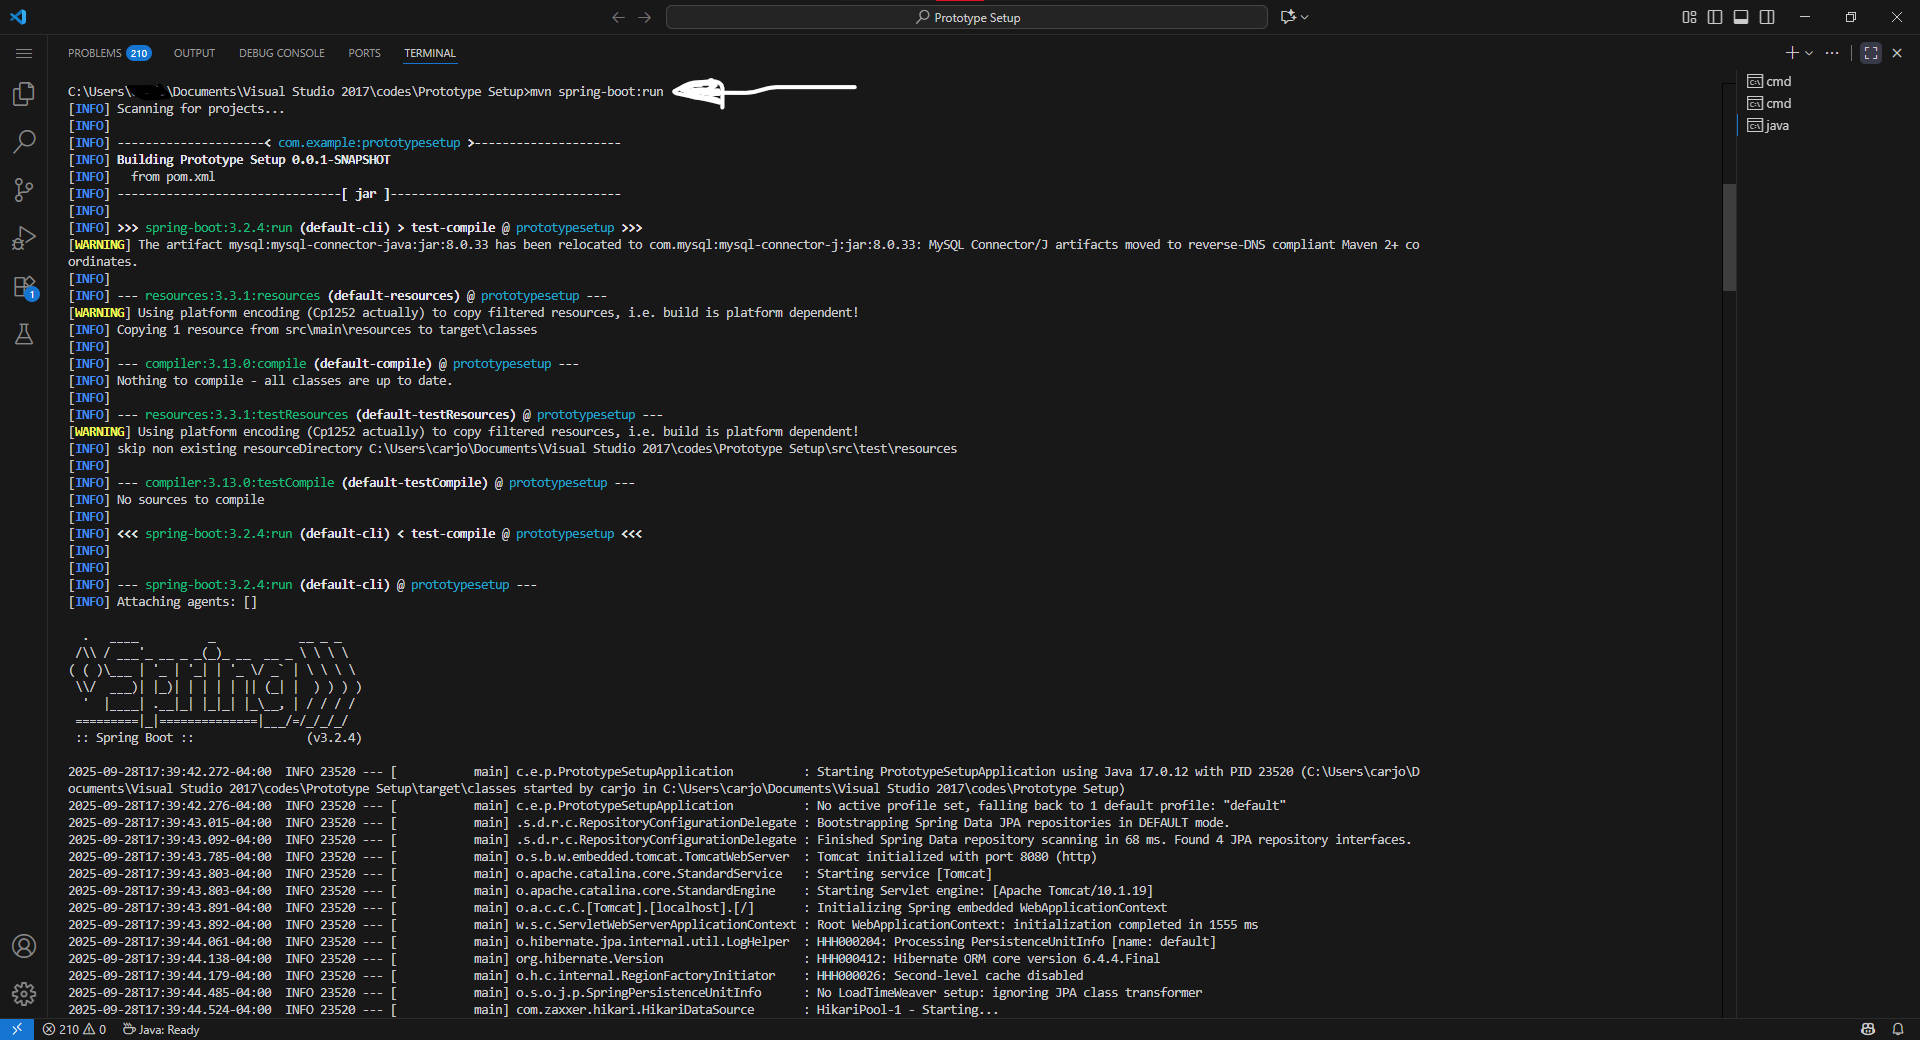 Prototype Setup
PROBLEMS 210 OUTPUT DEBUG CONSOLE PORTS TERMINAL
cmd
cmd
java
C:\Users\ \Documents\Visual Studio 2017\codes\Prototype Setup>mvn spring-boot:run
[INFO] Scanning for projects...
[INFO]
[INFO] ---------------------< com.example:prototypesetup >---------------------
[INFO] Building Prototype Setup 0.0.1-SNAPSHOT
[INFO]   from pom.xml
[INFO] --------------------------------[ jar ]---------------------------------
[INFO]
[INFO] >>> spring-boot:3.2.4:run (default-cli) > test-compile @ prototypesetup >>>
[WARNING] The artifact mysql:mysql-connector-java:jar:8.0.33 has been relocated to com.mysql:mysql-connector-j:jar:8.0.33: MySQL Connector/J artifacts moved to reverse-DNS compliant Maven 2+ co
ordinates.
[INFO]
[INFO] --- resources:3.3.1:resources (default-resources) @ prototypesetup ---
[WARNING] Using platform encoding (Cp1252 actually) to copy filtered resources, i.e. build is platform dependent!
[INFO] Copying 1 resource from src\main\resources to target\classes
[INFO]
[INFO] --- compiler:3.13.0:compile (default-compile) @ prototypesetup ---
[INFO] Nothing to compile - all classes are up to date.
[INFO]
[INFO] --- resources:3.3.1:testResources (default-testResources) @ prototypesetup ---
[WARNING] Using platform encoding (Cp1252 actually) to copy filtered resources, i.e. build is platform dependent!
[INFO] skip non existing resourceDirectory C:\Users\carjo\Documents\Visual Studio 2017\codes\Prototype Setup\src\test\resources
[INFO]
[INFO] --- compiler:3.13.0:testCompile (default-testCompile) @ prototypesetup ---
[INFO] No sources to compile
[INFO]
[INFO] <<< spring-boot:3.2.4:run (default-cli) < test-compile @ prototypesetup <<<
[INFO]
[INFO]
[INFO] --- spring-boot:3.2.4:run (default-cli) @ prototypesetup ---
[INFO] Attaching agents: []
  .   ____          _            __ _ _
 /\\ / ___'_ __ _ _(_)_ __  __ _ \ \ \ \
( ( )\___ | '_ | '_| | '_ \/ _` | \ \ \ \
 \\/  ___)| |_)| | | | | || (_| |  ) ) ) )
  '  |____| .__|_| |_|_| |_\__, | / / / /
 =========|_|==============|___/=/_/_/_/
 :: Spring Boot ::                (v3.2.4)
2025-09-28T17:39:42.272-04:00  INFO 23520 --- [           main] c.e.p.PrototypeSetupApplication          : Starting PrototypeSetupApplication using Java 17.0.12 with PID 23520 (C:\Users\carjo\D
ocuments\Visual Studio 2017\codes\Prototype Setup\target\classes started by carjo in C:\Users\carjo\Documents\Visual Studio 2017\codes\Prototype Setup)
2025-09-28T17:39:42.276-04:00  INFO 23520 --- [           main] c.e.p.PrototypeSetupApplication          : No active profile set, falling back to 1 default profile: "default"
2025-09-28T17:39:43.015-04:00  INFO 23520 --- [           main] .s.d.r.c.RepositoryConfigurationDelegate : Bootstrapping Spring Data JPA repositories in DEFAULT mode.
2025-09-28T17:39:43.092-04:00  INFO 23520 --- [           main] .s.d.r.c.RepositoryConfigurationDelegate : Finished Spring Data repository scanning in 68 ms. Found 4 JPA repository interfaces.
2025-09-28T17:39:43.785-04:00  INFO 23520 --- [           main] o.s.b.w.embedded.tomcat.TomcatWebServer  : Tomcat initialized with port 8080 (http)
2025-09-28T17:39:43.803-04:00  INFO 23520 --- [           main] o.apache.catalina.core.StandardService   : Starting service [Tomcat]
2025-09-28T17:39:43.803-04:00  INFO 23520 --- [           main] o.apache.catalina.core.StandardEngine    : Starting Servlet engine: [Apache Tomcat/10.1.19]
2025-09-28T17:39:43.891-04:00  INFO 23520 --- [           main] o.a.c.c.C.[Tomcat].[localhost].[/]       : Initializing Spring embedded WebApplicationContext
2025-09-28T17:39:43.892-04:00  INFO 23520 --- [           main] w.s.c.ServletWebServerApplicationContext : Root WebApplicationContext: initialization completed in 1555 ms
2025-09-28T17:39:44.061-04:00  INFO 23520 --- [           main] o.hibernate.jpa.internal.util.LogHelper  : HHH000204: Processing PersistenceUnitInfo [name: default]
2025-09-28T17:39:44.138-04:00  INFO 23520 --- [           main] org.hibernate.Version                    : HHH000412: Hibernate ORM core version 6.4.4.Final
2025-09-28T17:39:44.179-04:00  INFO 23520 --- [           main] o.h.c.internal.RegionFactoryInitiator    : HHH000026: Second-level cache disabled
2025-09-28T17:39:44.485-04:00  INFO 23520 --- [           main] o.s.o.j.p.SpringPersistenceUnitInfo      : No LoadTimeWeaver setup: ignoring JPA class transformer
2025-09-28T17:39:44.524-04:00  INFO 23520 --- [           main] com.zaxxer.hikari.HikariDataSource       : HikariPool-1 - Starting...
1
210 0 Java: Ready